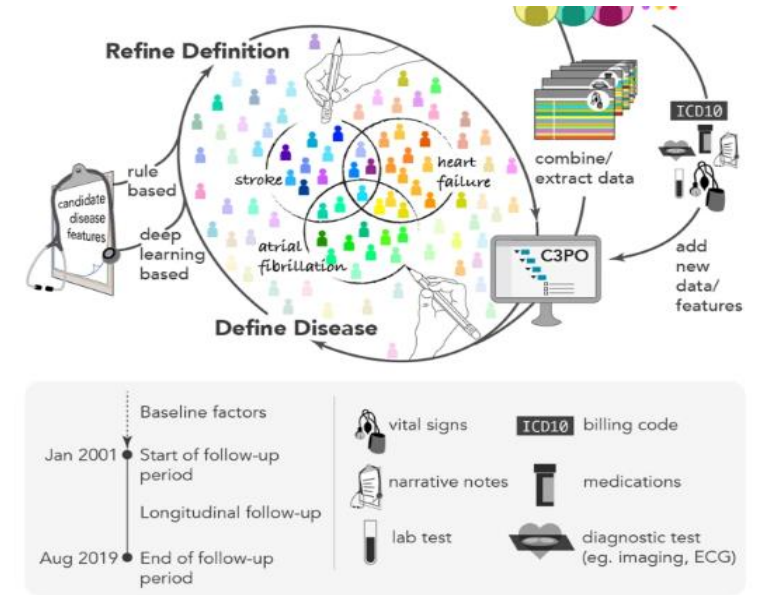 Refine Definition
ICD10
rule
based
candidate
disease
features
deep
learning
based
stroke
heart
failure
atrial
fibrillation
combine/
extract data
C3PO
add
new
data/
features
Define Disease
Baseline factors
Jan 2001
Start of follow-up
period
Longitudinal follow-up
Aug 2019
End of follow-up
period
vital signs
narrative notes
lab test
ICD10
billing code
medications
diagnostic test
(eg. imaging, ECG)